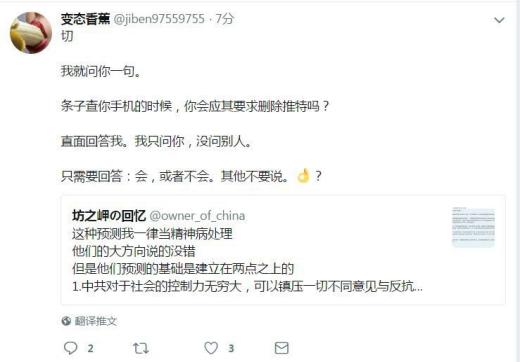 变态香蕉 @jiben97559755 · 7分
切
我就问你一句。
条子查你手机的时候，你会应其要求删除推特吗？
直面回答我。我只问你，没问别人。
只需要回答：会，或者不会。其他不要说。👌？
坊之岬の回忆 @owner_of_china
这种预测我一律当精神病处理
他们的大方向说的没错
但是他们预测的基础是建立在两点之上的
1.中共对于社会的控制力无穷大，可以镇压一切不同意见与反抗...
翻译推文
2
3